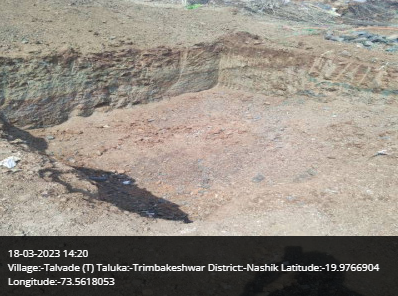 18-03-2023 14:20
Village:-Talvade (T) Taluka:-Trimbakeshwar District:-Nashik Latitude:-19.9766904
Longitude:-73.5618053